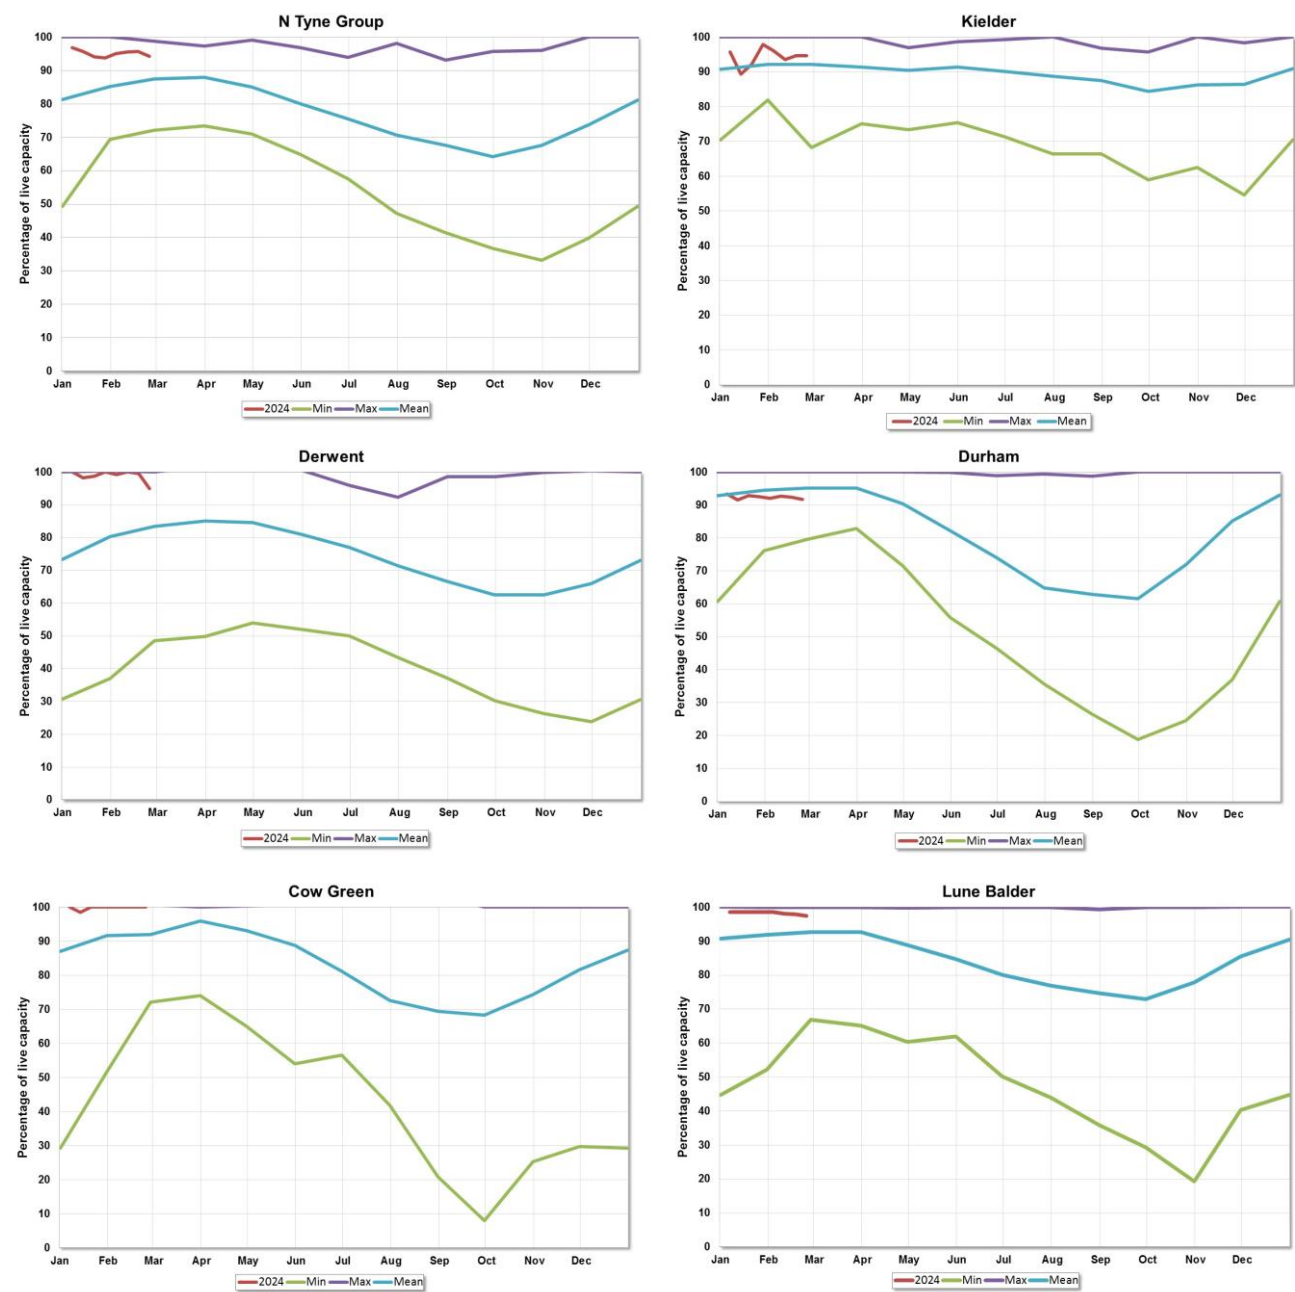 N Tyne Group
Percentage of live capacity
100
90
80
70
60
50
40
30
20
10
0
Jan Feb Mar Apr May Jun Jul Aug Sep Oct Nov Dec
2024 Min Max Mean
Kielder
Percentage of live capacity
100
90
80
70
60
50
40
30
20
10
0
Jan Feb Mar Apr May Jun Jul Aug Sep Oct Nov Dec
2024 Min Max Mean
Derwent
Percentage of live capacity
100
90
80
70
60
50
40
30
20
10
0
Jan Feb Mar Apr May Jun Jul Aug Sep Oct Nov Dec
2024 Min Max Mean
Durham
Percentage of live capacity
100
90
80
70
60
50
40
30
20
10
0
Jan Feb Mar Apr May Jun Jul Aug Sep Oct Nov Dec
2024 Min Max Mean
Cow Green
Percentage of live capacity
100
90
80
70
60
50
40
30
20
10
0
Jan Feb Mar Apr May Jun Jul Aug Sep Oct Nov Dec
2024 Min Max Mean
Lune Balder
Percentage of live capacity
100
90
80
70
60
50
40
30
20
10
0
Jan Feb Mar Apr May Jun Jul Aug Sep Oct Nov Dec
2024 Min Max Mean